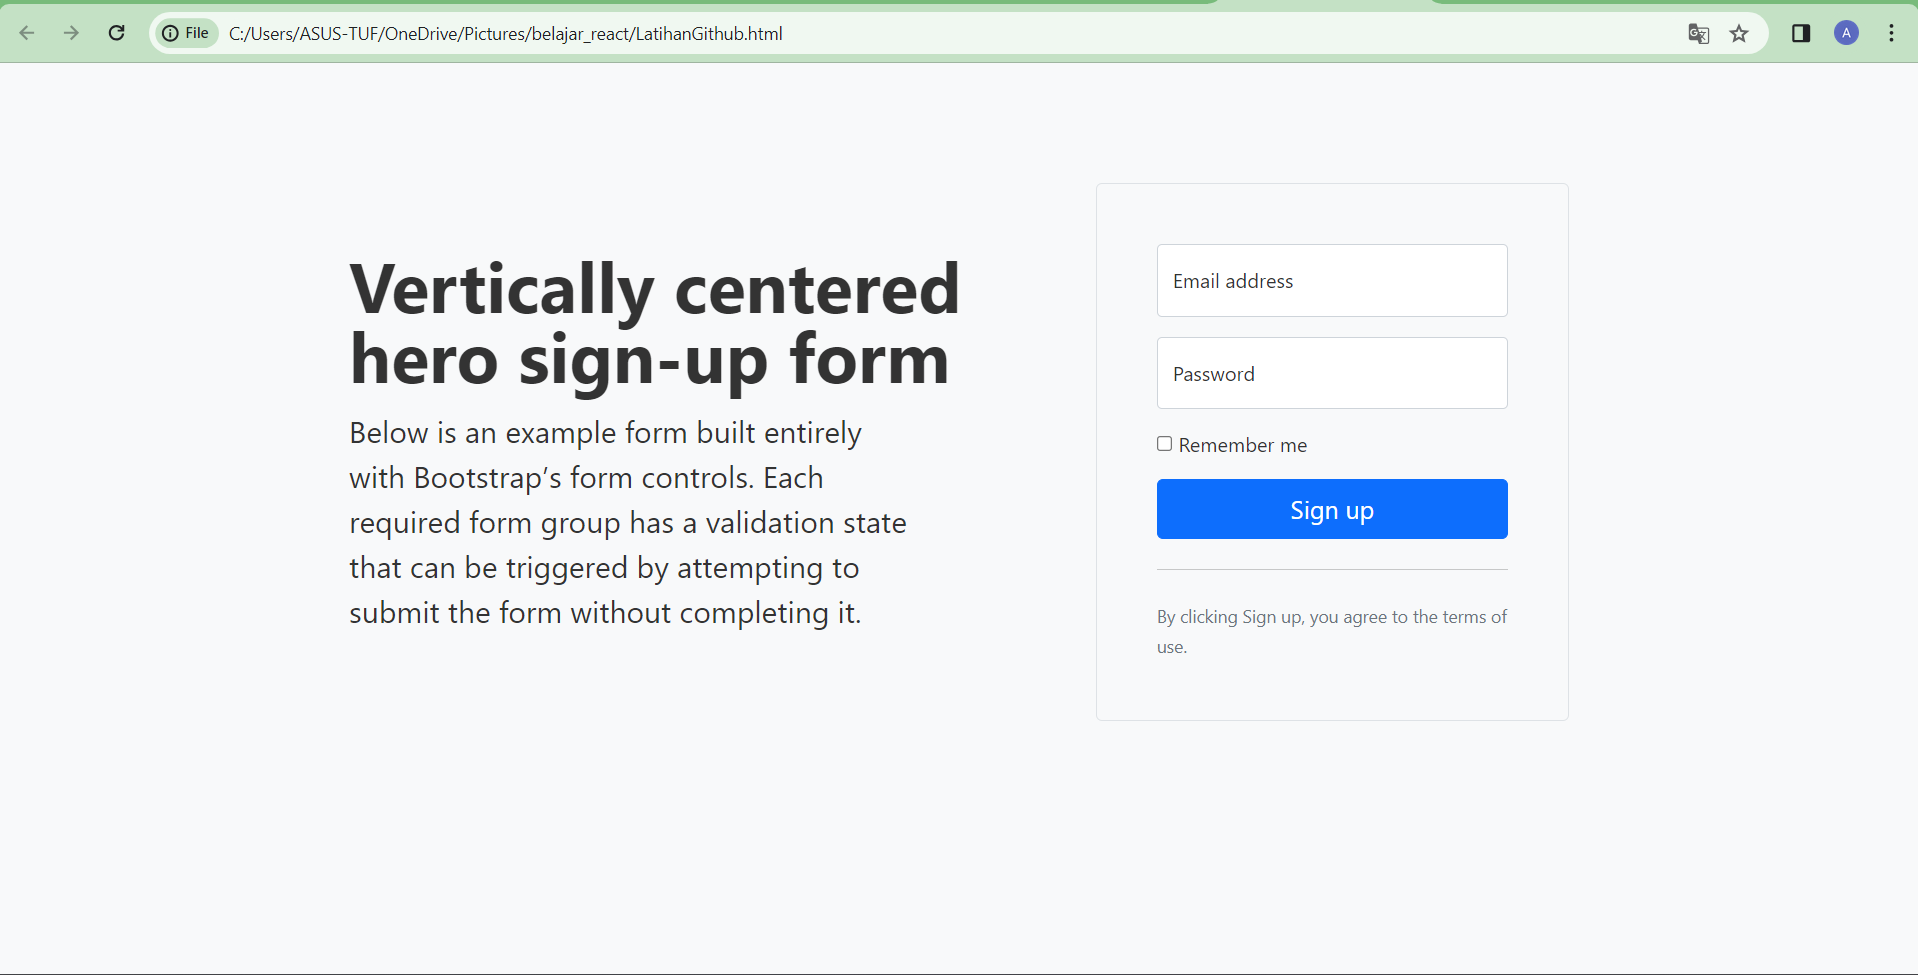 File C:/Users/ASUS-TUF/OneDrive/Pictures/belajar_react/LatihanGithub.html A
Vertically centered
hero sign-up form
Below is an example form built entirely
with Bootstrap’s form controls. Each
required form group has a validation state
that can be triggered by attempting to
submit the form without completing it.
Email address
Password
Remember me
Sign up
By clicking Sign up, you agree to the terms of
use.